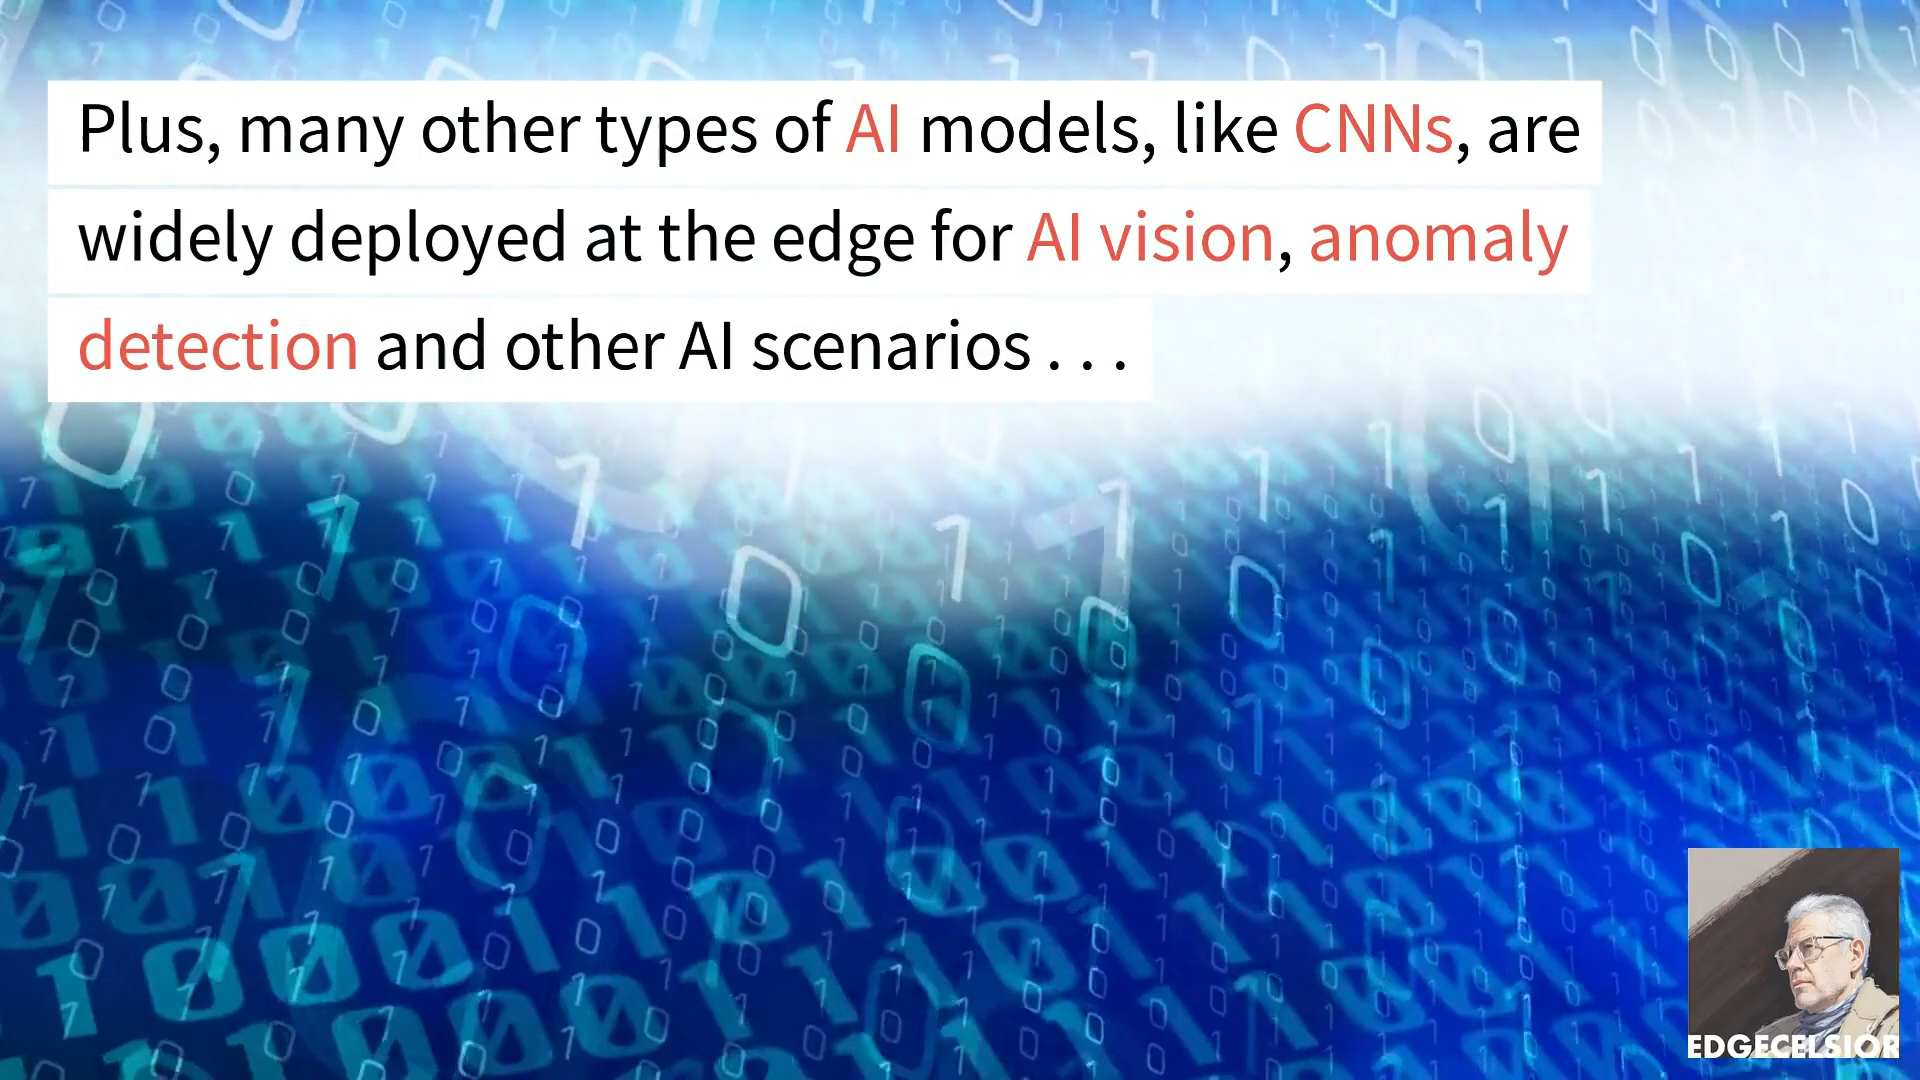 Plus, many other types of AI models, like CNNs, are
widely deployed at the edge for AI vision, anomaly
detection and other AI scenarios . . .
EDGECELSIOR